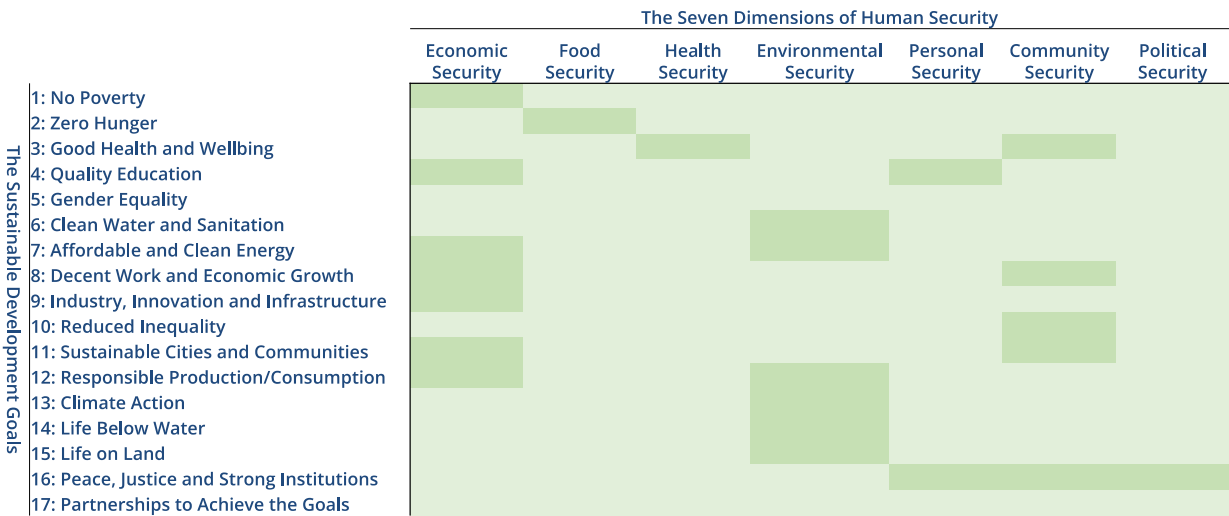 The Seven Dimensions of Human Security
Economic Security
Food Security
Health Security
Environmental Security
Personal Security
Community Security
Political Security
The Sustainable Development Goals
1: No Poverty
2: Zero Hunger
3: Good Health and Wellbing
4: Quality Education
5: Gender Equality
6: Clean Water and Sanitation
7: Affordable and Clean Energy
8: Decent Work and Economic Growth
9: Industry, Innovation and Infrastructure
10: Reduced Inequality
11: Sustainable Cities and Communities
12: Responsible Production/Consumption
13: Climate Action
14: Life Below Water
15: Life on Land
16: Peace, Justice and Strong Institutions
17: Partnerships to Achieve the Goals